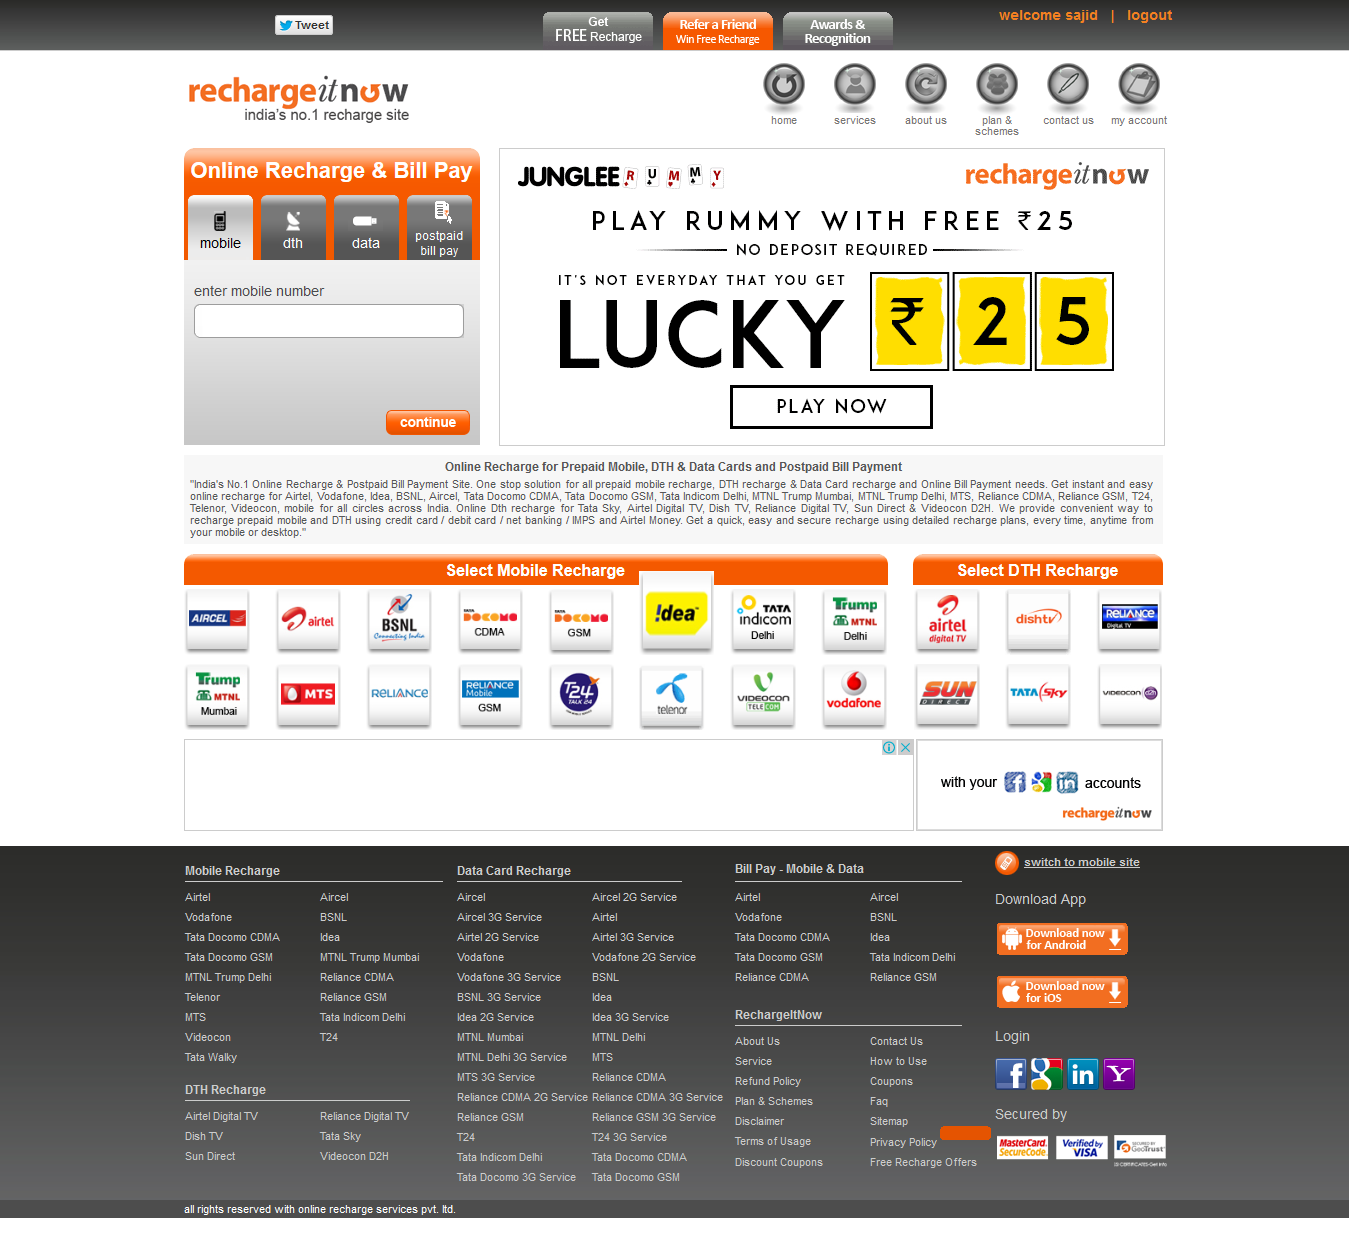 Tweet
Get
FREE Recharge
Refer a Friend
Win Free Recharge
Awards &
Recognition
welcome sajid | logout
rechargeitnow
india's no.1 recharge site
home
services
about us
plan &
schemes
contact us
my account
Online Recharge & Bill Pay
mobile
dth
data
postpaid
bill pay
enter mobile number
continue
JUNGLEE RUMMY
rechargeitnow
PLAY RUMMY WITH FREE ₹25
NO DEPOSIT REQUIRED
IT'S NOT EVERYDAY THAT YOU GET
LUCKY ₹ 2 5
PLAY NOW
Online Recharge for Prepaid Mobile, DTH & Data Cards and Postpaid Bill Payment
"India's No.1 Online Recharge & Postpaid Bill Payment Site. One stop solution for all prepaid mobile recharge, DTH recharge & Data Card recharge and Online Bill Payment needs. Get instant and easy
online recharge for Airtel, Vodafone, Idea, BSNL, Aircel, Tata Docomo CDMA, Tata Docomo GSM, Tata Indicom Delhi, MTNL Trump Mumbai, MTNL Trump Delhi, MTS, Reliance CDMA, Reliance GSM, T24,
Telenor, Videocon, mobile for all circles across India. Online Dth recharge for Tata Sky, Airtel Digital TV, Dish TV, Reliance Digital TV, Sun Direct & Videocon D2H. We provide convenient way to
recharge prepaid mobile and DTH using credit card / debit card / net banking / IMPS and Airtel Money. Get a quick, easy and secure recharge using detailed recharge plans, every time, anytime from
your mobile or desktop."
Select Mobile Recharge
Select DTH Recharge
AIRCEL
airtel
BSNL
Connecting India
TATA
DOCOMO
CDMA
TATA
DOCOMO
GSM
!dea
TATA
indicom
Delhi
Trump
MTNL
Delhi
airtel
digital TV
dishtv
RELIANCE
Digital TV
Trump
MTNL
Mumbai
MTS
RELIANCE
RELIANCE
Mobile
GSM
T24
TALK 24
telenor
VIDEOCON
TELECOM
vodafone
SUN
DIRECT
TATA Sky
VIDEOCON d2h
with your f g in accounts
rechargeitnow
Mobile Recharge
Airtel
Aircel
Vodafone
BSNL
Tata Docomo CDMA
Idea
Tata Docomo GSM
MTNL Trump Mumbai
MTNL Trump Delhi
Reliance CDMA
Telenor
Reliance GSM
MTS
Tata Indicom Delhi
Videocon
T24
Tata Walky
DTH Recharge
Airtel Digital TV
Reliance Digital TV
Dish TV
Tata Sky
Sun Direct
Videocon D2H
Data Card Recharge
Aircel
Aircel 2G Service
Aircel 3G Service
Airtel
Airtel 2G Service
Airtel 3G Service
Vodafone
Vodafone 2G Service
Vodafone 3G Service
BSNL
BSNL 3G Service
Idea
Idea 2G Service
Idea 3G Service
MTNL Mumbai
MTNL Delhi
MTNL Delhi 3G Service
MTS
MTS 3G Service
Reliance CDMA
Reliance CDMA 2G Service
Reliance CDMA 3G Service
Reliance GSM
Reliance GSM 3G Service
T24
T24 3G Service
Tata Indicom Delhi
Tata Docomo CDMA
Tata Docomo 3G Service
Tata Docomo GSM
Bill Pay - Mobile & Data
Airtel
Aircel
Vodafone
BSNL
Tata Docomo CDMA
Idea
Tata Docomo GSM
Tata Indicom Delhi
Reliance CDMA
Reliance GSM
RechargeItNow
About Us
Contact Us
Service
How to Use
Refund Policy
Coupons
Plan & Schemes
Faq
Disclaimer
Sitemap
Terms of Usage
Privacy Policy
Discount Coupons
Free Recharge Offers
switch to mobile site
Download App
Download now
for Android
Download now
for iOS
Login
f g in Y
Secured by
MasterCard.
SecureCode.
Verified by
VISA
SECURED BY
GeoTrust
all rights reserved with online recharge services pvt. ltd.